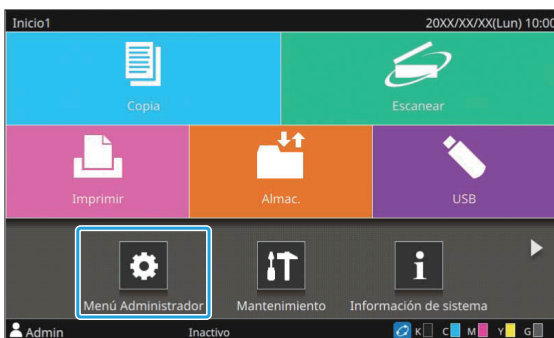 Inicio1 20XX/XX/XX(Lun) 10:00
Copia Escanear
Imprimir Almac. USB
Menú Administrador Mantenimiento Información de sistema
Admin Inactivo K C M Y G